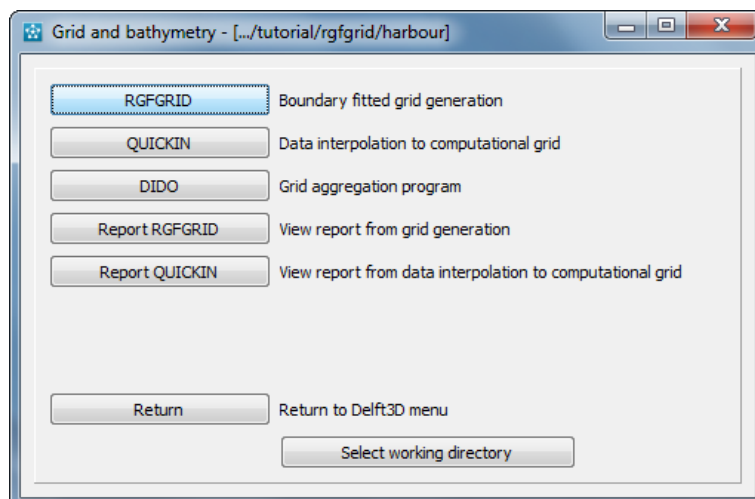 Grid and bathymetry - [.../tutorial/rgfgrid/harbour]
RGFGRID Boundary fitted grid generation
QUICKIN Data interpolation to computational grid
DIDO Grid aggregation program
Report RGFGRID View report from grid generation
Report QUICKIN View report from data interpolation to computational grid
Return Return to Delft3D menu
Select working directory